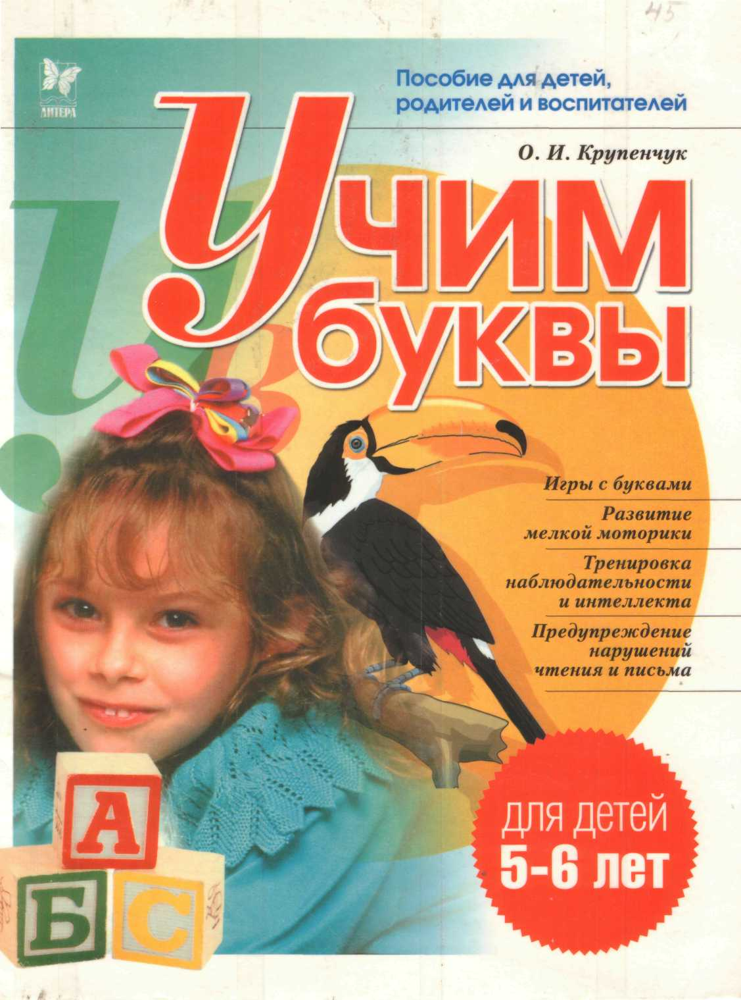 45
ЛИТЕРА
Пособие для детей,
родителей и воспитателей
О. И. Крупенчук
Учим
буквы
Игры с буквами
Развитие
мелкой моторики
Тренировка
наблюдательности
и интеллекта
Предупреждение
нарушений
чтения и письма
для детей
5-6 лет
А
Б С